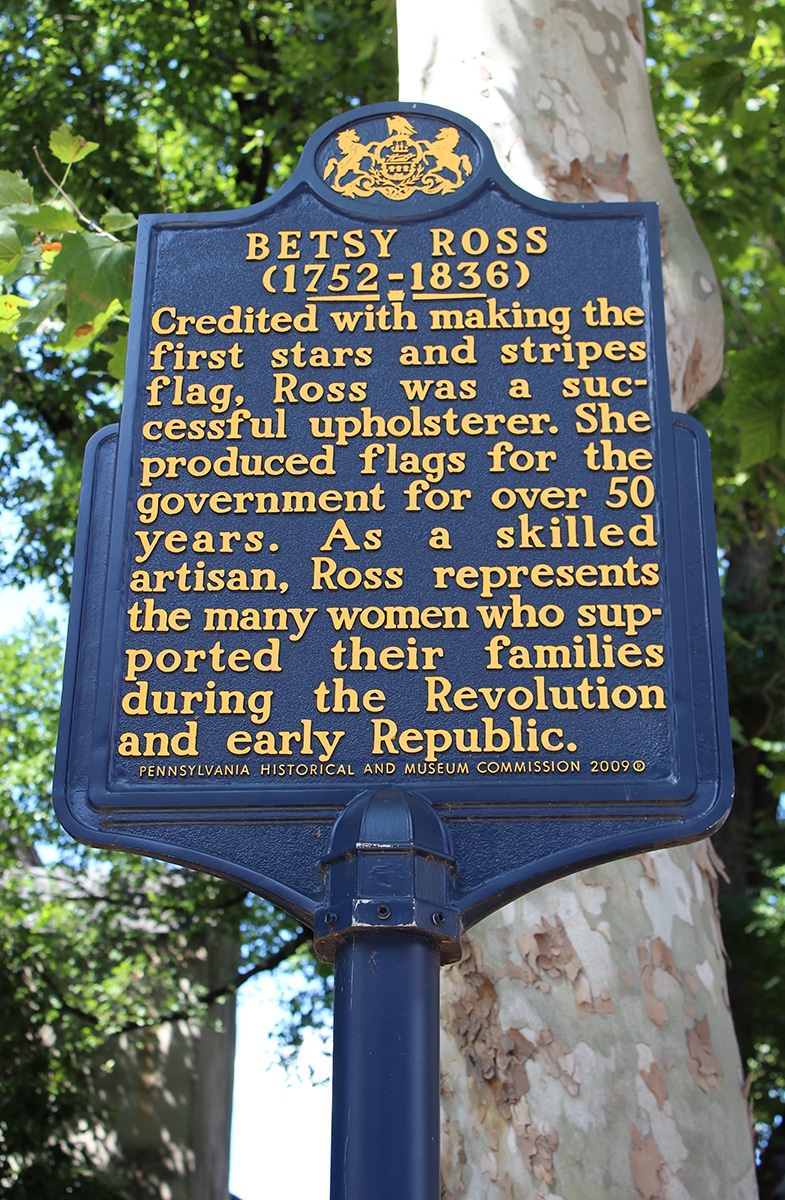 BETSY ROSS
(1752-1836)
Credited with making the
first stars and stripes
flag, Ross was a suc-
cessful upholsterer. She
produced flags for the
government for over 50
years. As a skilled
artisan, Ross represents
the many women who sup-
ported their families
during the Revolution
and early Republic.
PENNSYLVANIA HISTORICAL AND MUSEUM COMMISSION 2009®